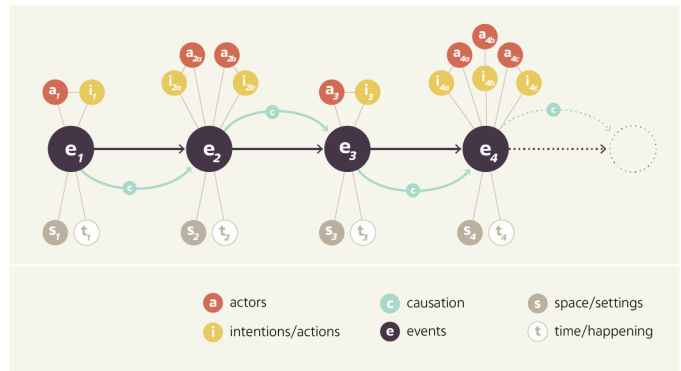 a4b
a2a a2b a4a a4c
a1 i1 i2a i2b a3 i3 i4a i4b i4c
c c
e1 e2 e3 e4
c c
s1 t1 s2 t2 s3 t3 s4 t4
a actors c causation s space/settings
i intentions/actions e events t time/happening